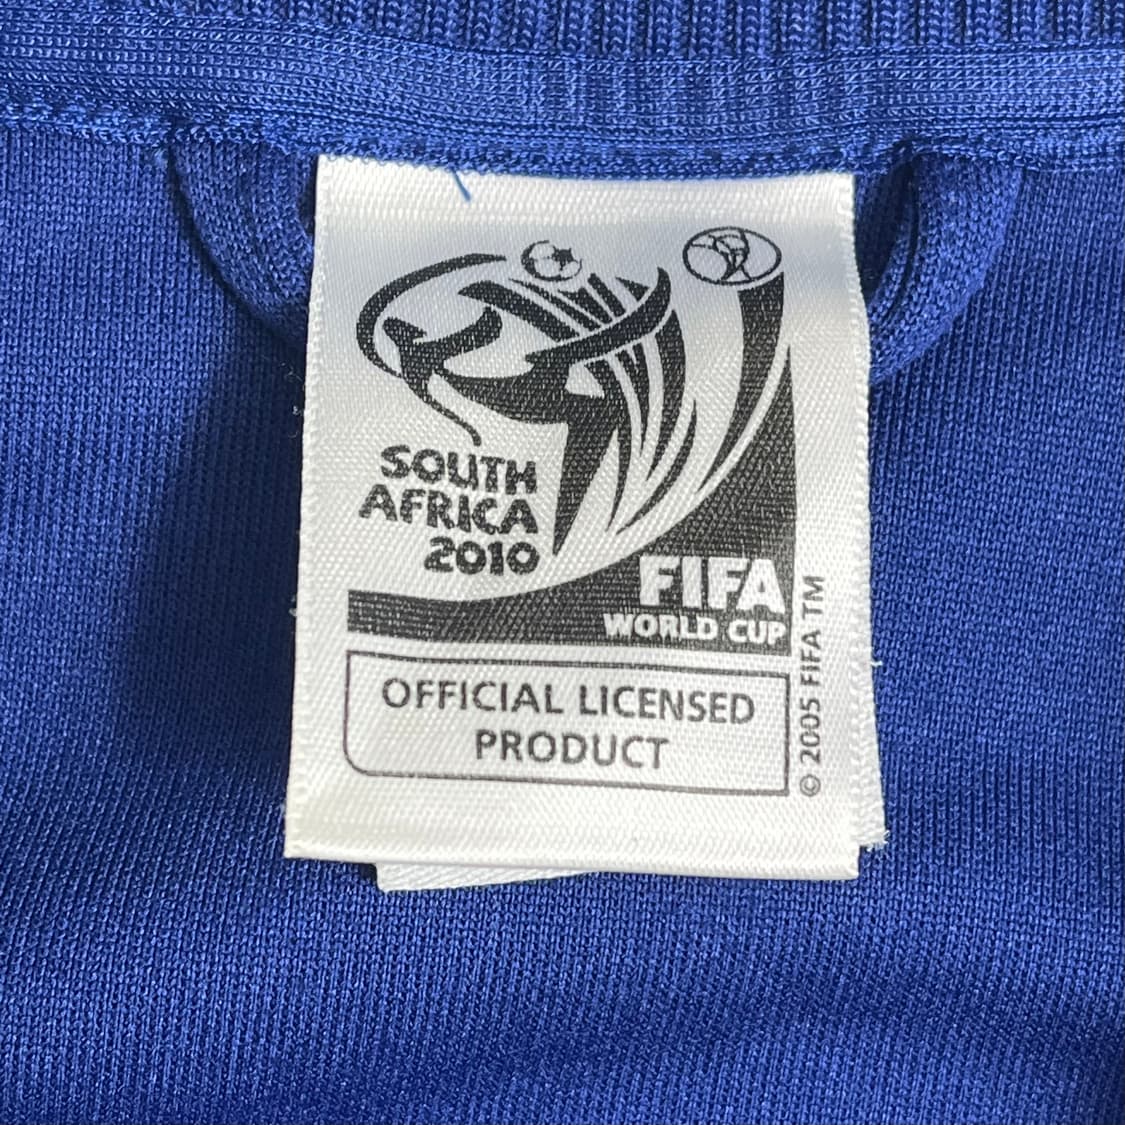 SOUTH
AFRICA
2010
FIFA
WORLD CUP
OFFICIAL LICENSED
PRODUCT
© 2005 FIFA TM